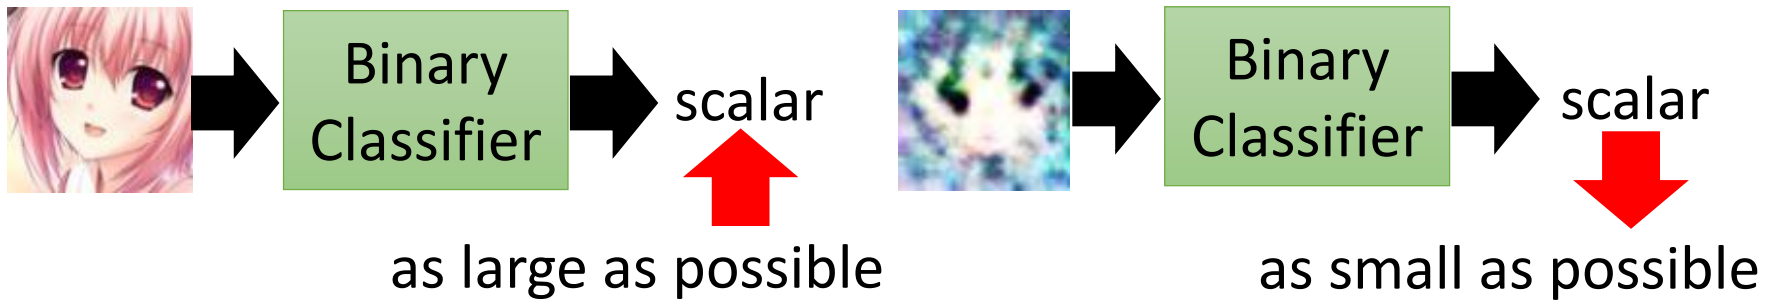 Binary
Classifier
scalar
as large as possible
Binary
Classifier
scalar
as small as possible